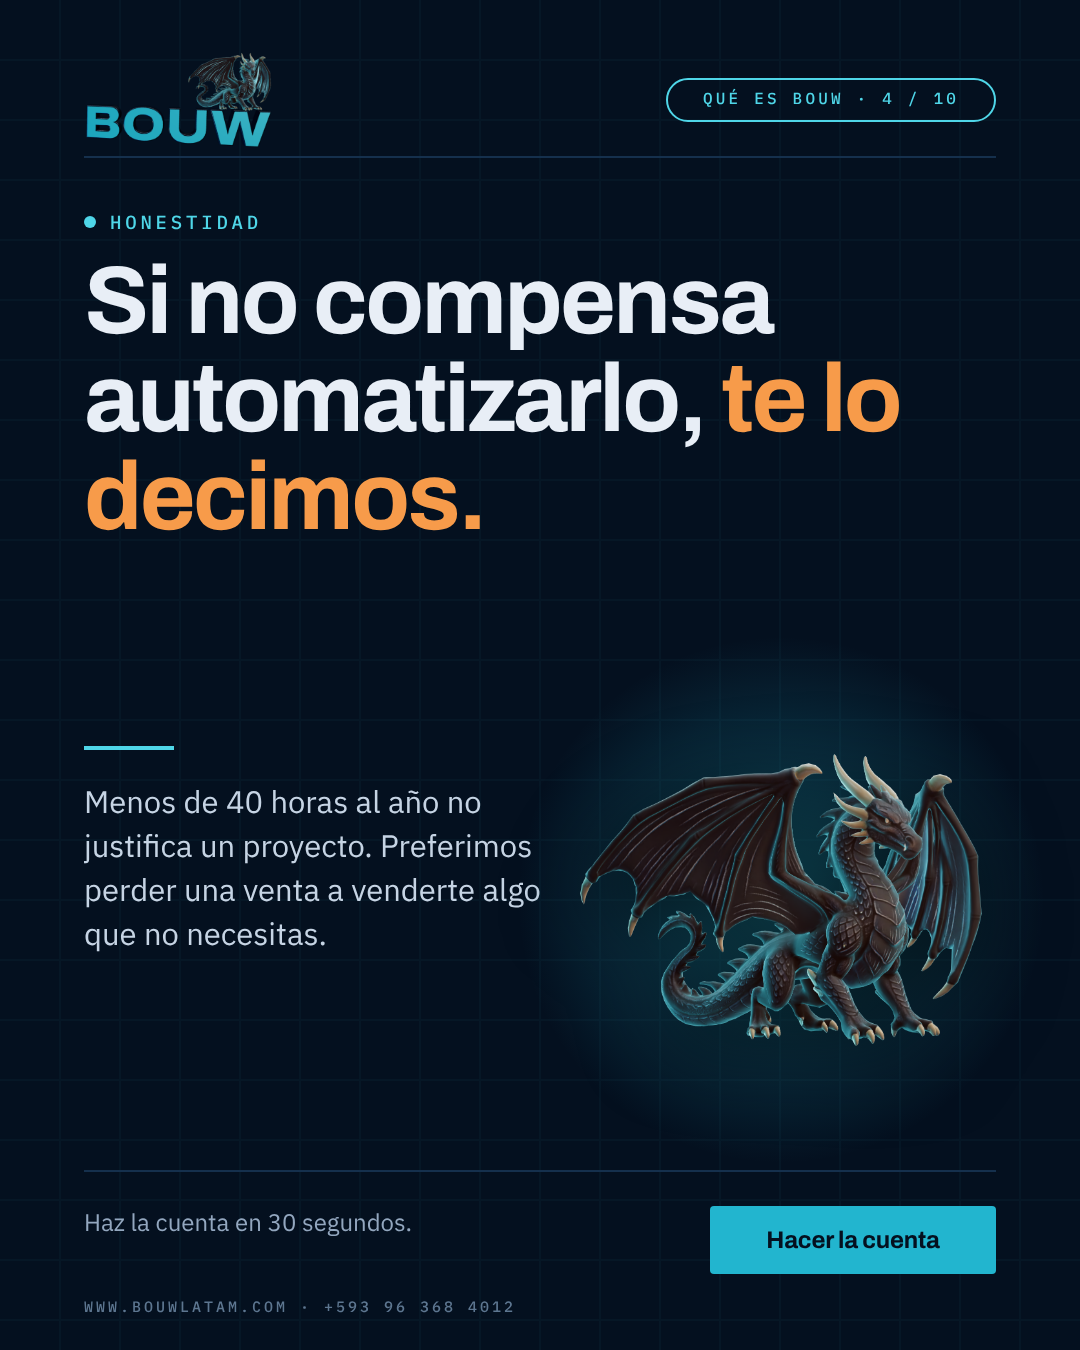 BOUW
QUÉ ES BOUW · 4 / 10
HONESTIDAD
Si no compensa
automatizarlo, te lo
decimos.
Menos de 40 horas al año no
justifica un proyecto. Preferimos
perder una venta a venderte algo
que no necesitas.
Haz la cuenta en 30 segundos.
Hacer la cuenta
WWW.BOUWLATAM.COM · +593 96 368 4012